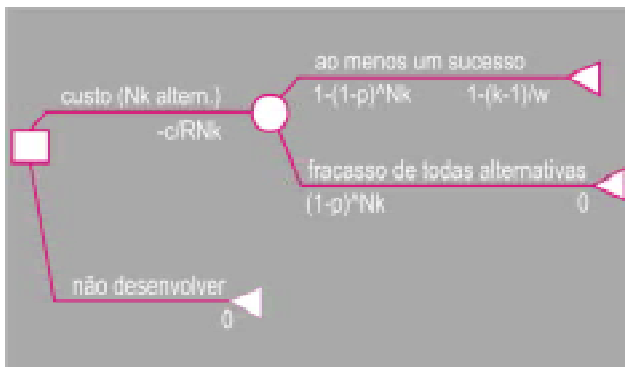 ao menos um sucesso
custo (Nk altern.)
1-(1-p)^Nk 1-(k-1)/w
-c/RNk
fracasso de todas alternativas
(1-p)^Nk 0
não desenvolver
0